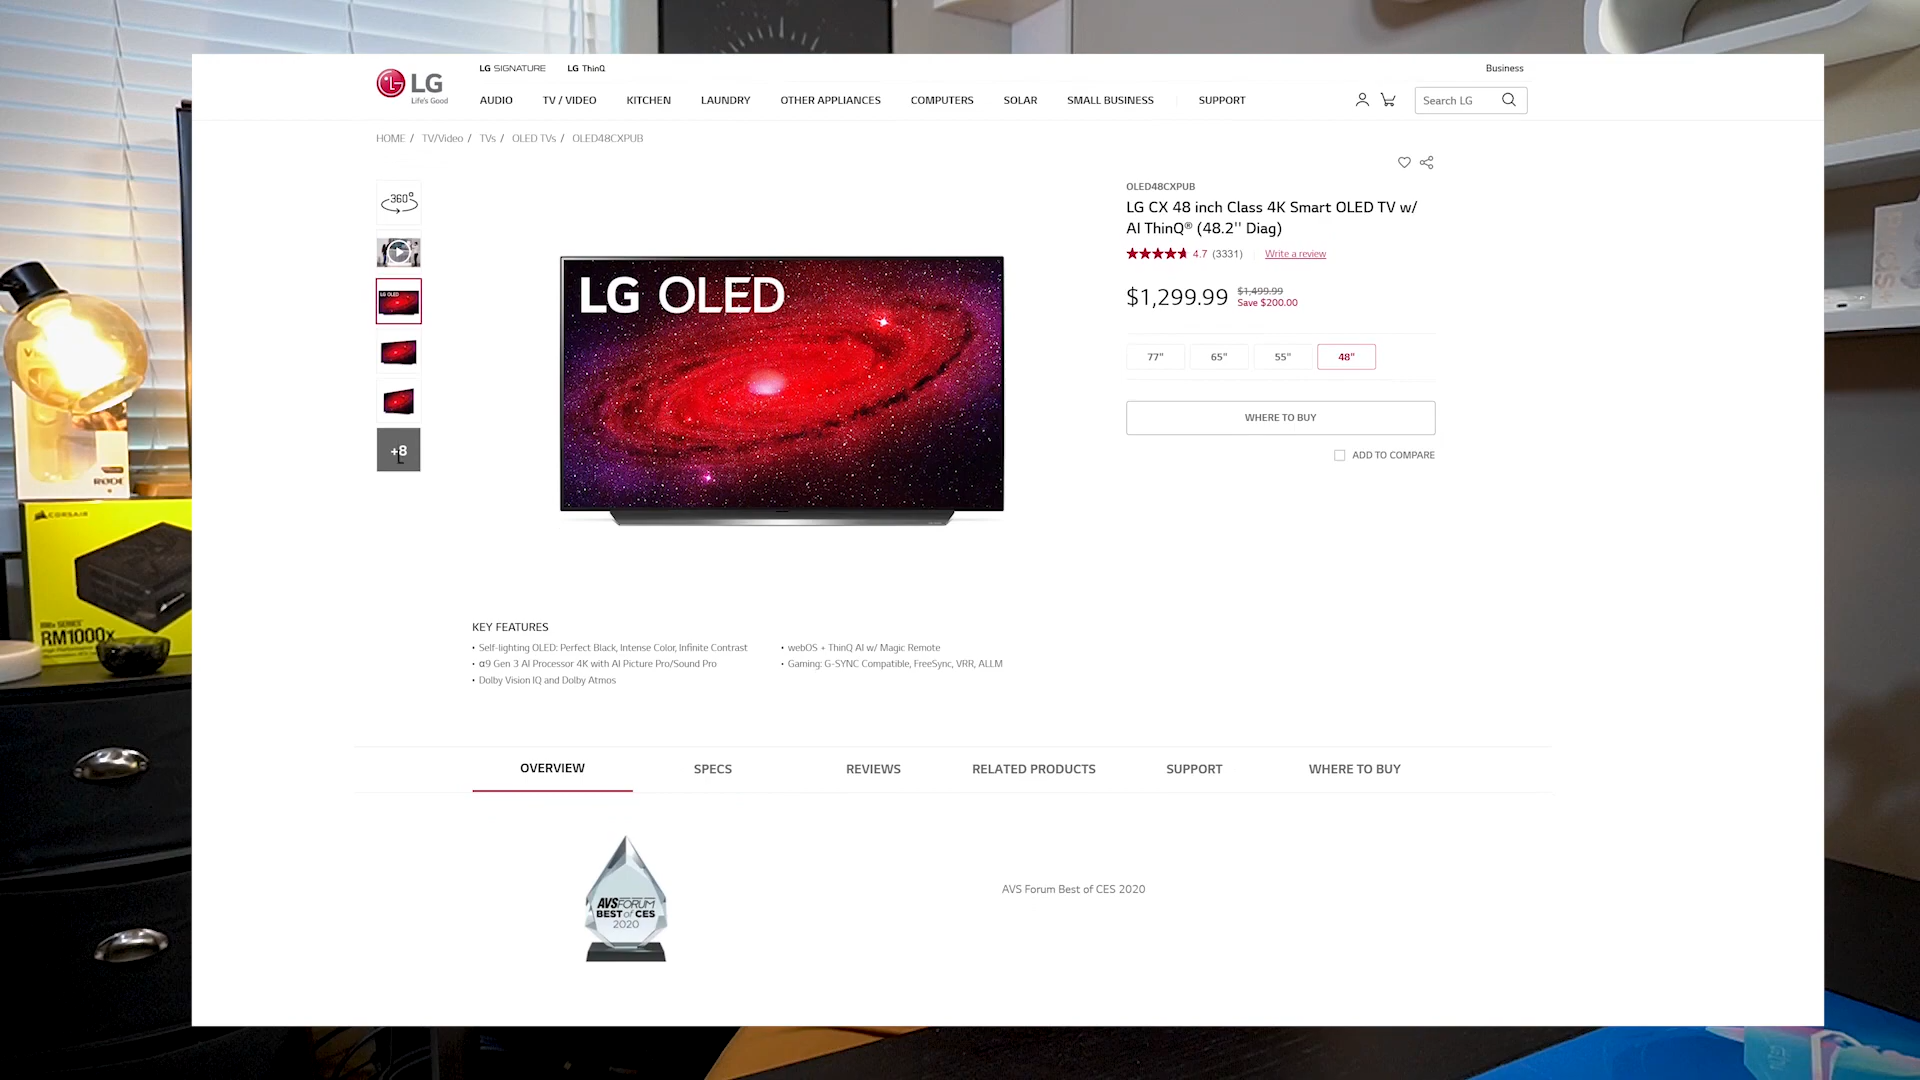 LG SIGNATURE
LG ThinQ
Business
LG
Life's Good
AUDIO
TV / VIDEO
KITCHEN
LAUNDRY
OTHER APPLIANCES
COMPUTERS
SOLAR
SMALL BUSINESS
SUPPORT
Search LG
HOME / TV/Video / TVs / OLED TVs / OLED48CXPUB
360°
LG OLED
+8
LG OLED
OLED48CXPUB
LG CX 48 inch Class 4K Smart OLED TV w/
AI ThinQ® (48.2'' Diag)
4.7 (3331)
Write a review
$1,299.99
$1,499.99
Save $200.00
77"
65"
55"
48"
WHERE TO BUY
ADD TO COMPARE
KEY FEATURES
• Self-lighting OLED: Perfect Black, Intense Color, Infinite Contrast
• α9 Gen 3 AI Processor 4K with AI Picture Pro/Sound Pro
• Dolby Vision IQ and Dolby Atmos
• webOS + ThinQ AI w/ Magic Remote
• Gaming: G-SYNC Compatible, FreeSync, VRR, ALLM
OVERVIEW
SPECS
REVIEWS
RELATED PRODUCTS
SUPPORT
WHERE TO BUY
AVSFORUM
BEST of CES
2020
AVS Forum Best of CES 2020
RØDE
CORSAIR
RM1000x